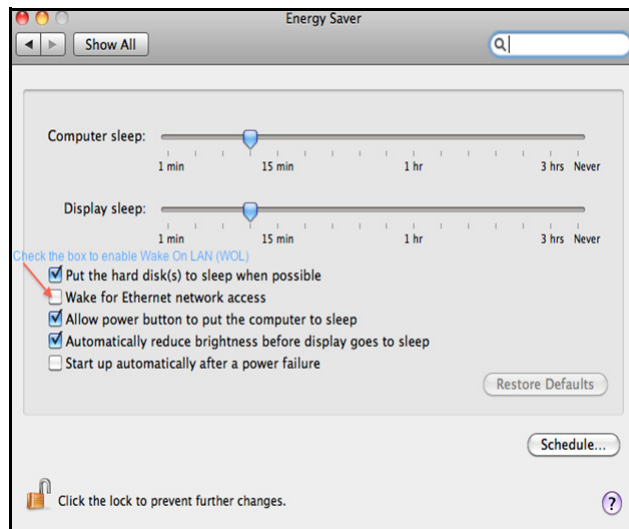 Energy Saver
Show All
Computer sleep:
1 min 15 min 1 hr 3 hrs Never
Display sleep:
1 min 15 min 1 hr 3 hrs Never
Check the box to enable Wake On LAN (WOL)
Put the hard disk(s) to sleep when possible
Wake for Ethernet network access
Allow power button to put the computer to sleep
Automatically reduce brightness before display goes to sleep
Start up automatically after a power failure
Restore Defaults
Schedule...
Click the lock to prevent further changes.
?